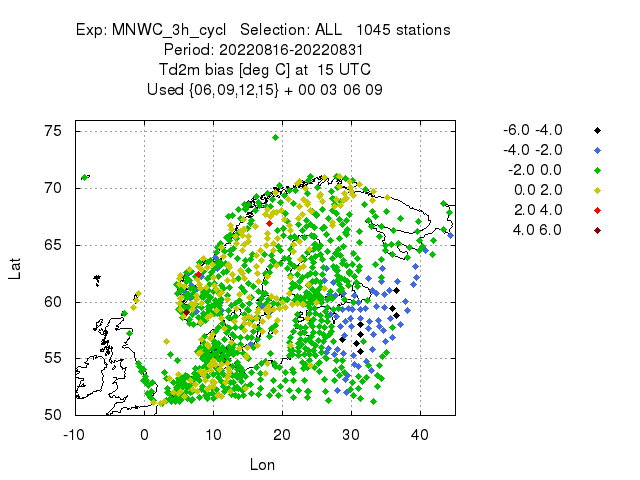 Exp: MNWC_3h_cycl   Selection: ALL   1045 stations
Period: 20220816-20220831
Td2m bias [deg C] at  15 UTC
Used {06,09,12,15} + 00 03 06 09
-6.0 -4.0
-4.0 -2.0
-2.0 0.0
0.0 2.0
2.0 4.0
4.0 6.0
75
70
65
60
55
50
Lat
-10 0 10 20 30 40
Lon